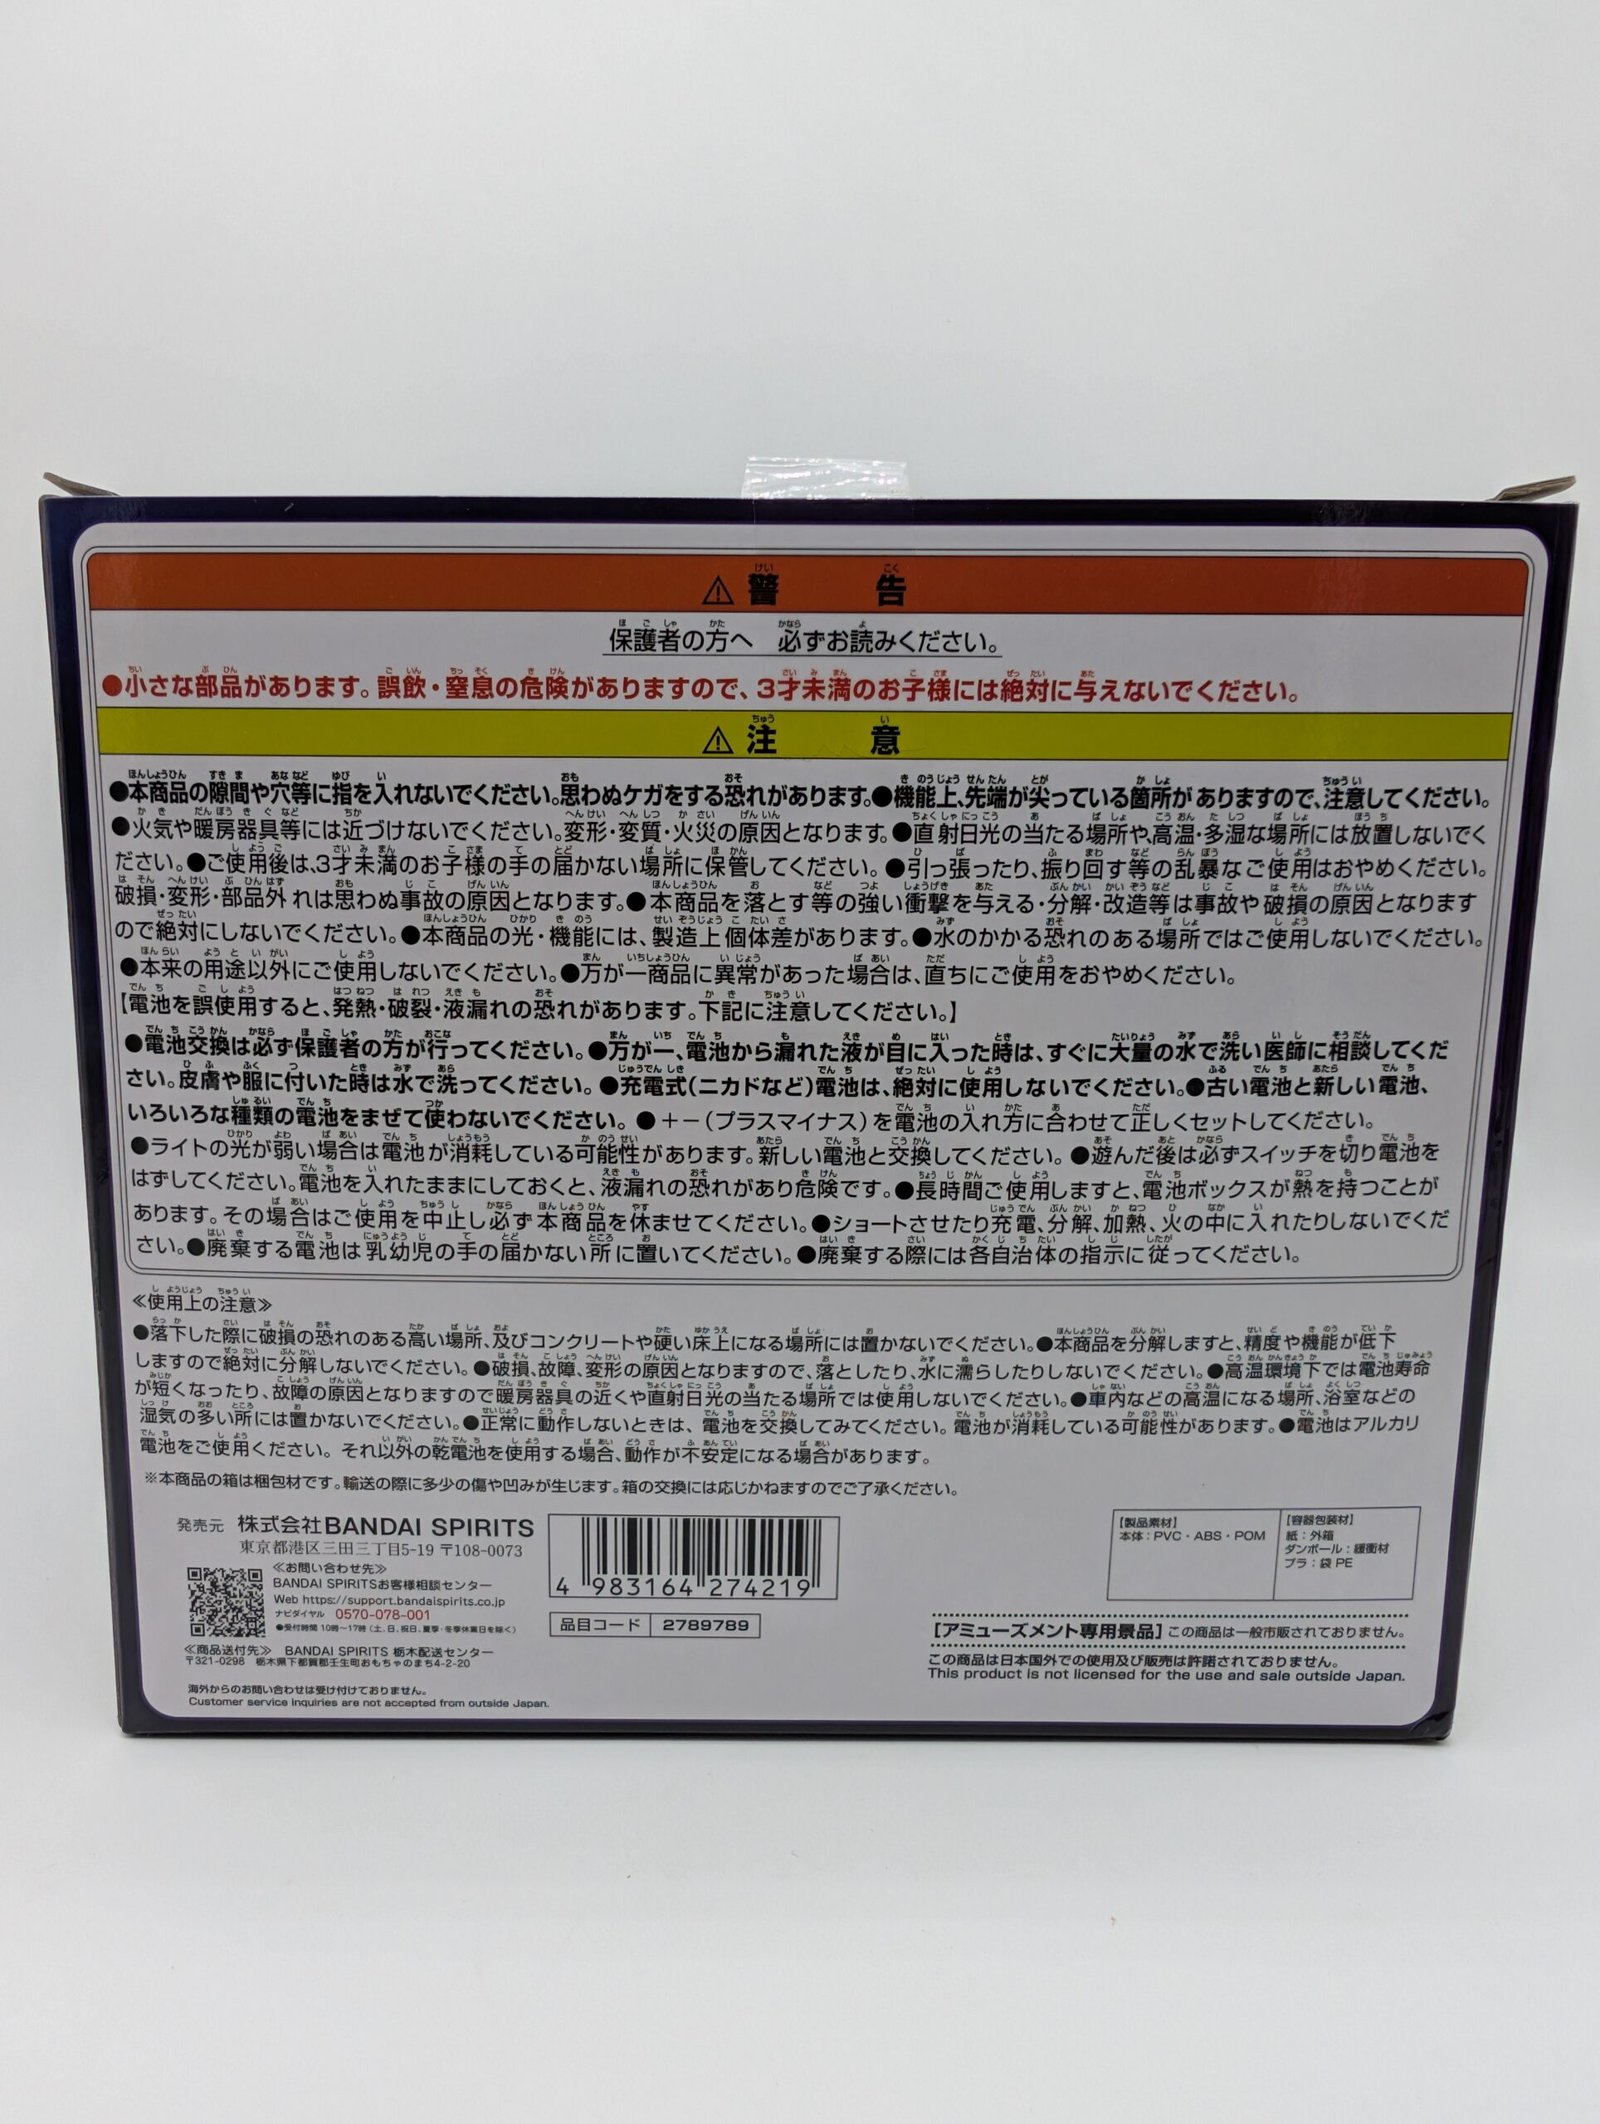 ⚠警告
保護者の方へ 必ずお読みください。
●小さな部品があります。誤飲・窒息の危険がありますので、3才未満のお子様には絶対に与えないでください。
⚠注意
●本商品の隙間や穴等に指を入れないでください。思わぬケガをする恐れがあります。●機能上、先端が尖っている箇所がありますので、注意してください。
●火気や暖房器具等には近づけないでください。変形・変質・火災の原因となります。●直射日光の当たる場所や、高温・多湿な場所には放置しないでく
ださい。●ご使用後は、3才未満のお子様の手の届かない場所に保管してください。●引っ張ったり、振り回す等の乱暴なご使用はおやめください。
破損・変形・部品外れは思わぬ事故の原因となります。●本商品を落とす等の強い衝撃を与える・分解・改造等は事故や破損の原因となります
ので絶対にしないでください。●本商品の光・機能には、製造上個体差があります。●水のかかる恐れのある場所ではご使用しないでください。
●本来の用途以外にご使用しないでください。●万が一商品に異常があった場合は、直ちにご使用をおやめください。
【電池を誤使用すると、発熱・破裂・液漏れの恐れがあります。下記に注意してください。】
●電池交換は必ず保護者の方が行ってください。●万が一、電池から漏れた液が目に入った時は、すぐに大量の水で洗い医師に相談してくだ
さい。皮膚や服に付いた時は水で洗ってください。●充電式(ニカドなど)電池は、絶対に使用しないでください。●古い電池と新しい電池、
いろいろな種類の電池をまぜて使わないでください。●＋−(プラスマイナス)を電池の入れ方に合わせて正しくセットしてください。
●ライトの光が弱い場合は電池が消耗している可能性があります。新しい電池と交換してください。●遊んだ後は必ずスイッチを切り電池を
はずしてください。電池を入れたままにしておくと、液漏れの恐れがあり危険です。●長時間ご使用しますと、電池ボックスが熱を持つことが
あります。その場合はご使用を中止し必ず本商品を休ませてください。●ショートさせたり充電、分解、加熱、火の中に入れたりしないでくだ
さい。●廃棄する電池は乳幼児の手の届かない所に置いてください。●廃棄する際には各自治体の指示に従ってください。
≪使用上の注意≫
●落下した際に破損の恐れのある高い場所、及びコンクリートや硬い床上になる場所には置かないでください。●本商品を分解しますと、精度や機能が低下
しますので絶対に分解しないでください。●破損、故障、変形の原因となりますので、落としたり、水に濡らしたりしないでください。●高温環境下では電池寿命
が短くなったり、故障の原因となりますので暖房器具の近くや直射日光の当たる場所では使用しないでください。●車内などの高温になる場所、浴室などの
湿気の多い所には置かないでください。●正常に動作しないときは、電池を交換してみてください。電池が消耗している可能性があります。●電池はアルカリ
電池をご使用ください。それ以外の乾電池を使用する場合、動作が不安定になる場合があります。
※本商品の箱は梱包材です。輸送の際に多少の傷や凹みが生じます。箱の交換には応じかねますのでご了承ください。
発売元 株式会社BANDAI SPIRITS
東京都港区三田三丁目5-19 〒108-0073
≪お問い合わせ先≫
BANDAI SPIRITSお客様相談センター
Web https://support.bandaispirits.co.jp
ナビダイヤル 0570-078-001
●受付時間 10時〜17時(土、日、祝日、夏季・冬季休業日を除く)
≪商品送付先≫ BANDAI SPIRITS 栃木配送センター
〒321-0298 栃木県下都賀郡壬生町おもちゃのまち4-2-20
海外からのお問い合わせは受け付けておりません。
Customer service inquiries are not accepted from outside Japan.
4 983164 274219
品目コード 2789789
【製品素材】
本体：PVC・ABS・POM
【容器包装材】
紙：外箱
ダンボール：緩衝材
プラ：袋 PE
[アミューズメント専用景品] この商品は一般市販されておりません。
この商品は日本国外での使用及び販売は許諾されておりません。
This product is not licensed for the use and sale outside Japan.